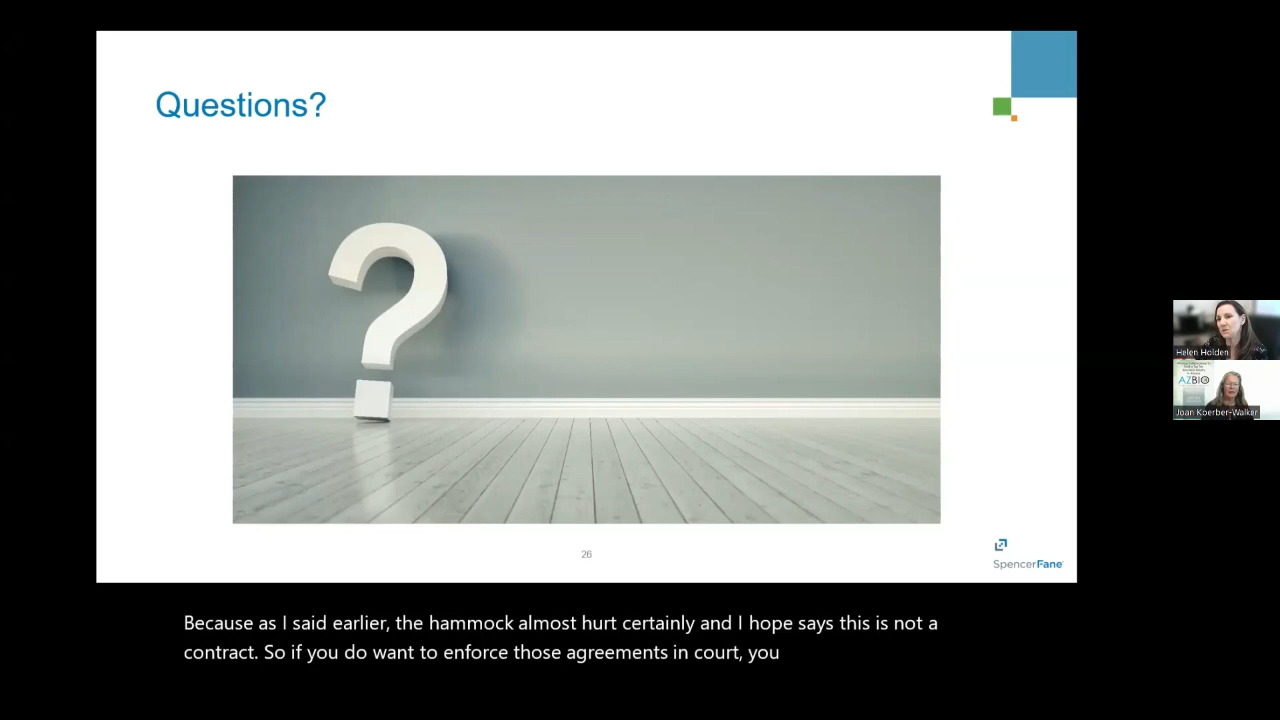 Questions?
Helen Holden
AZBIO
Joan Koerber-Walker
26
SpencerFane
Because as I said earlier, the hammock almost hurt certainly and I hope says this is not a
contract. So if you do want to enforce those agreements in court, you